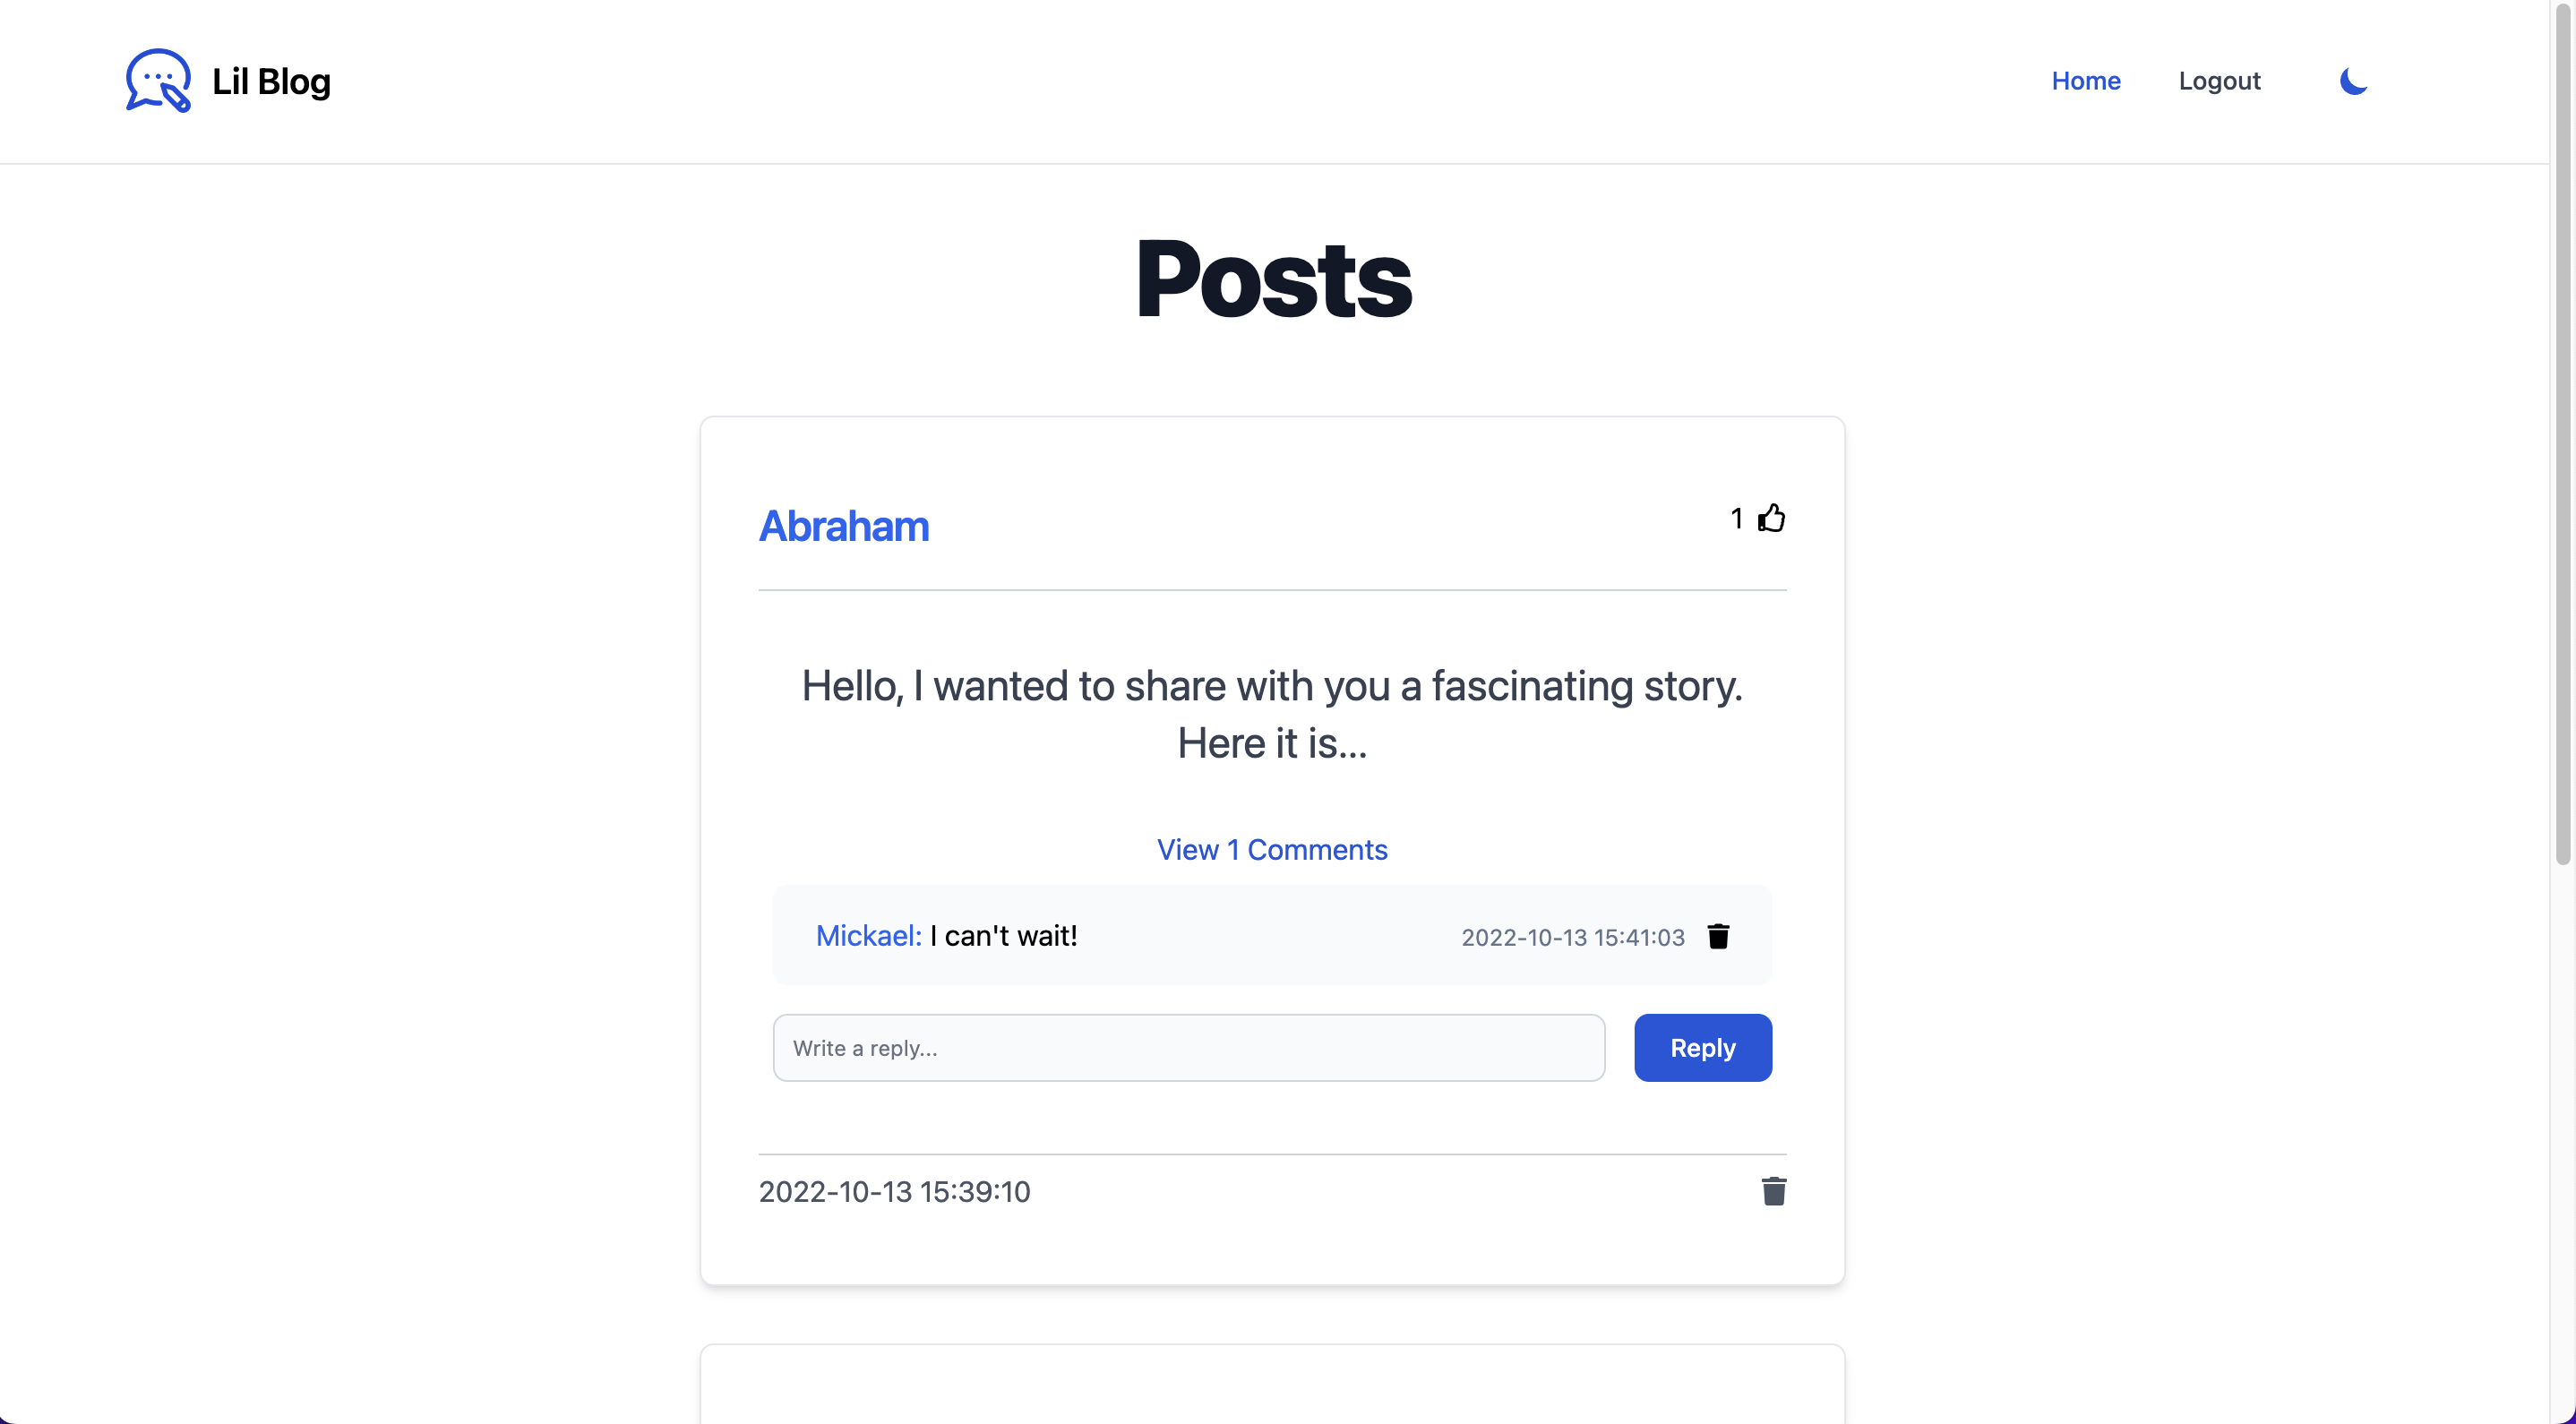 Lil Blog
Home Logout
Posts
Abraham
1
Hello, I wanted to share with you a fascinating story.
Here it is...
View 1 Comments
Mickael: I can't wait! 2022-10-13 15:41:03
Write a reply...
Reply
2022-10-13 15:39:10